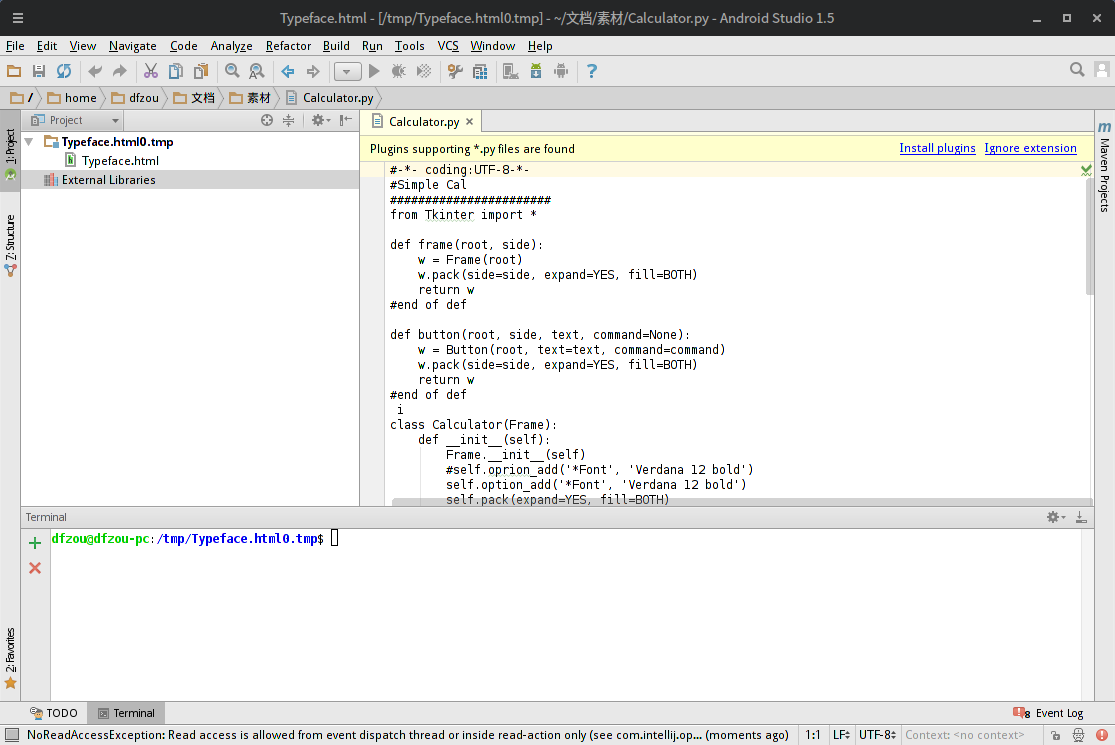 Typeface.html - [/tmp/Typeface.html0.tmp] - ~/文档/素材/Calculator.py - Android Studio 1.5
File Edit View Navigate Code Analyze Refactor Build Run Tools VCS Window Help
/ home dfzou 文档 素材 Calculator.py
1: Project
Z: Structure
2: Favorites
Project
Typeface.html0.tmp
Typeface.html
External Libraries
Calculator.py
Plugins supporting *.py files are found Install plugins Ignore extension
#-*- coding:UTF-8-*-
#Simple Cal
#######################
from Tkinter import *
def frame(root, side):
    w = Frame(root)
    w.pack(side=side, expand=YES, fill=BOTH)
    return w
#end of def
def button(root, side, text, command=None):
    w = Button(root, text=text, command=command)
    w.pack(side=side, expand=YES, fill=BOTH)
    return w
#end of def
 i
class Calculator(Frame):
    def __init__(self):
        Frame.__init__(self)
        #self.oprion_add('*Font', 'Verdana 12 bold')
        self.option_add('*Font', 'Verdana 12 bold')
        self.pack(expand=YES, fill=BOTH)
m Maven Projects
Terminal
dfzou@dfzou-pc:/tmp/Typeface.html0.tmp$
TODO Terminal 8 Event Log
NoReadAccessException: Read access is allowed from event dispatch thread or inside read-action only (see com.intellij.op... (moments ago) 1:1 LF UTF-8 Context: <no context>